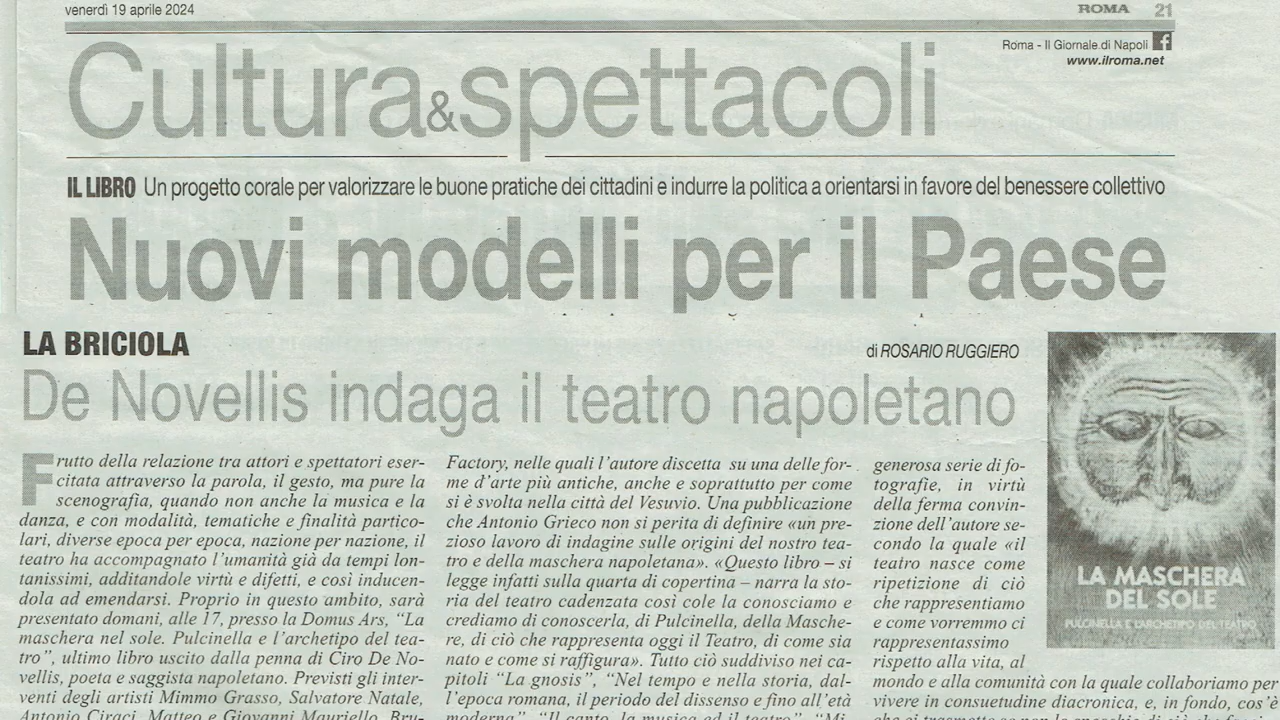 venerdì 19 aprile 2024
ROMA 21
Roma - Il Giornale di Napoli f
www.ilroma.net
Cultura&spettacoli
IL LIBRO Un progetto corale per valorizzare le buone pratiche dei cittadini e indurre la politica a orientarsi in favore del benessere collettivo
Nuovi modelli per il Paese
LA BRICIOLA
di ROSARIO RUGGIERO
De Novellis indaga il teatro napoletano
Frutto della relazione tra attori e spettatori eser-
citata attraverso la parola, il gesto, ma pure la
scenografia, quando non anche la musica e la
danza, e con modalità, tematiche e finalità partico-
lari, diverse epoca per epoca, nazione per nazione, il
teatro ha accompagnato l'umanità già da tempi lon-
tanissimi, additandole virtù e difetti, e così inducen-
dola ad emendarsi. Proprio in questo ambito, sarà
presentato domani, alle 17, presso la Domus Ars, "La
maschera nel sole. Pulcinella e l'archetipo del tea-
tro", ultimo libro uscito dalla penna di Ciro De No-
vellis, poeta e saggista napoletano. Previsti gli inter-
venti degli artisti Mimmo Grasso, Salvatore Natale,
Antonio Ciraci, Matteo e Giovanni Mauriello, Bru-
Factory, nelle quali l'autore discetta su una delle for-
me d'arte più antiche, anche e soprattutto per come
si è svolta nella città del Vesuvio. Una pubblicazione
che Antonio Grieco non si perita di definire «un pre-
zioso lavoro di indagine sulle origini del nostro tea-
tro e della maschera napoletana». «Questo libro – si
legge infatti sulla quarta di copertina – narra la sto-
ria del teatro cadenzata così cole la conosciamo e
crediamo di conoscerla, di Pulcinella, della Masche-
re, di ciò che rappresenta oggi il Teatro, di come sia
nato e come si raffigura». Tutto ciò suddiviso nei ca-
pitoli "La gnosis", "Nel tempo e nella storia, dal-
l'epoca romana, il periodo del dissenso e fino all'età
moderna", "Il canto, la musica ed il teatro", "Mi-
generosa serie di fo-
tografie, in virtù
della ferma convin-
zione dell'autore se-
condo la quale «il
teatro nasce come
ripetizione di ciò
che rappresentiamo
e come vorremmo ci
rappresentassimo
rispetto alla vita, al
mondo e alla comunità con la quale collaboriamo per
vivere in consuetudine diacronica, e, in fondo, cos'è
LA MASCHERA
DEL SOLE
PULCINELLA E L'ARCHETIPO DEL TEATRO